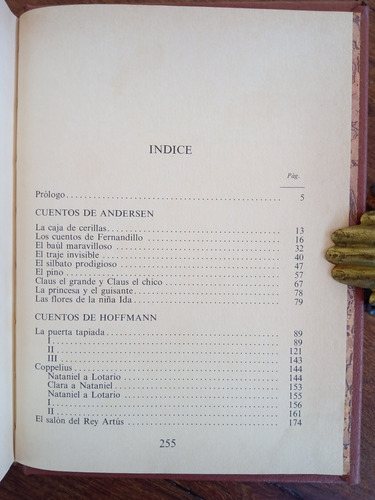 INDICE
Pág.
Prólogo 5
CUENTOS DE ANDERSEN
La caja de cerillas 13
Los cuentos de Fernandillo 16
El baúl maravilloso 32
El traje invisible 40
El silbato prodigioso 47
El pino 57
Claus el grande y Claus el chico 67
La princesa y el guisante 78
Las flores de la niña Ida 79
CUENTOS DE HOFFMANN
La puerta tapiada 89
I 89
II 121
III 143
Coppelius 144
Nataniel a Lotario 144
Clara a Nataniel 153
Nataniel a Lotario 155
I 156
II 161
El salón del Rey Artús 174
255